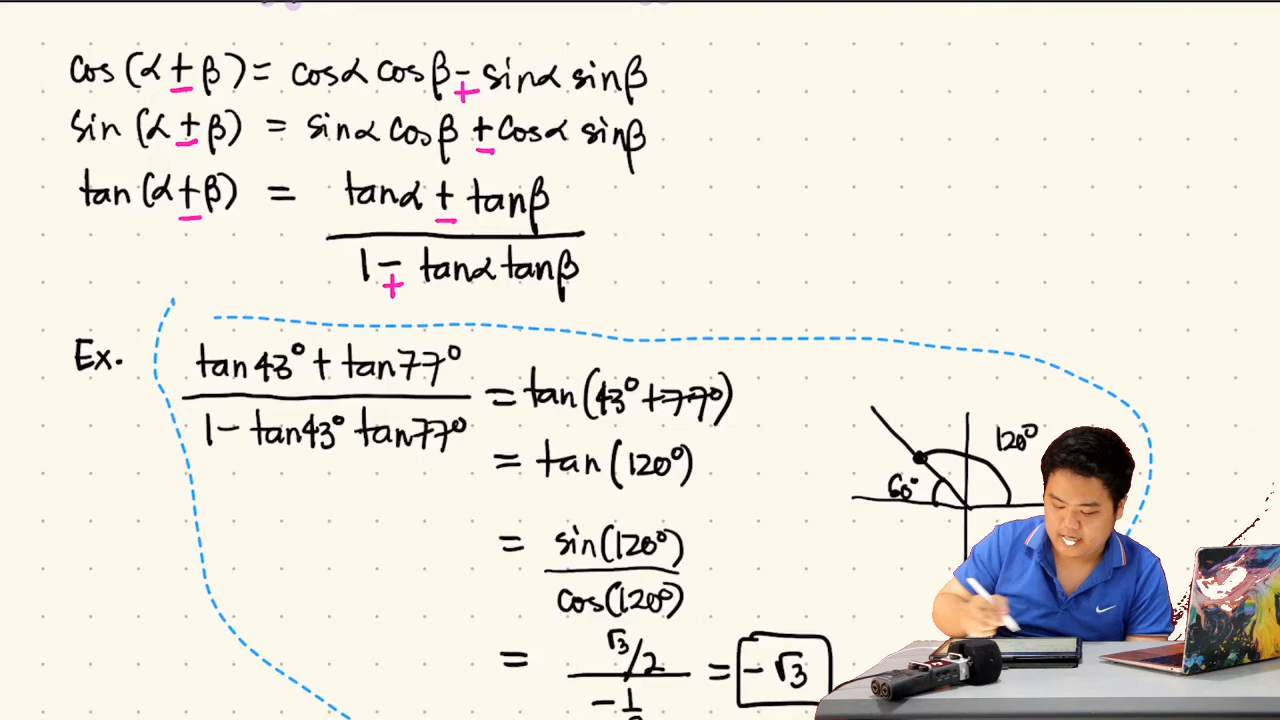 cos(α ± β) = cosα cosβ ∓ sinα sinβ
sin(α ± β) = sinα cosβ ± cosα sinβ
tan(α ± β) = tanα ± tanβ
1 ∓ tanα tanβ
Ex. tan43° + tan77°
1 - tan43° tan77°
= tan(43° + 77°)
= tan(120°)
120°
60°
= sin(120°)
cos(120°)
= √3/2
= -√3
-1